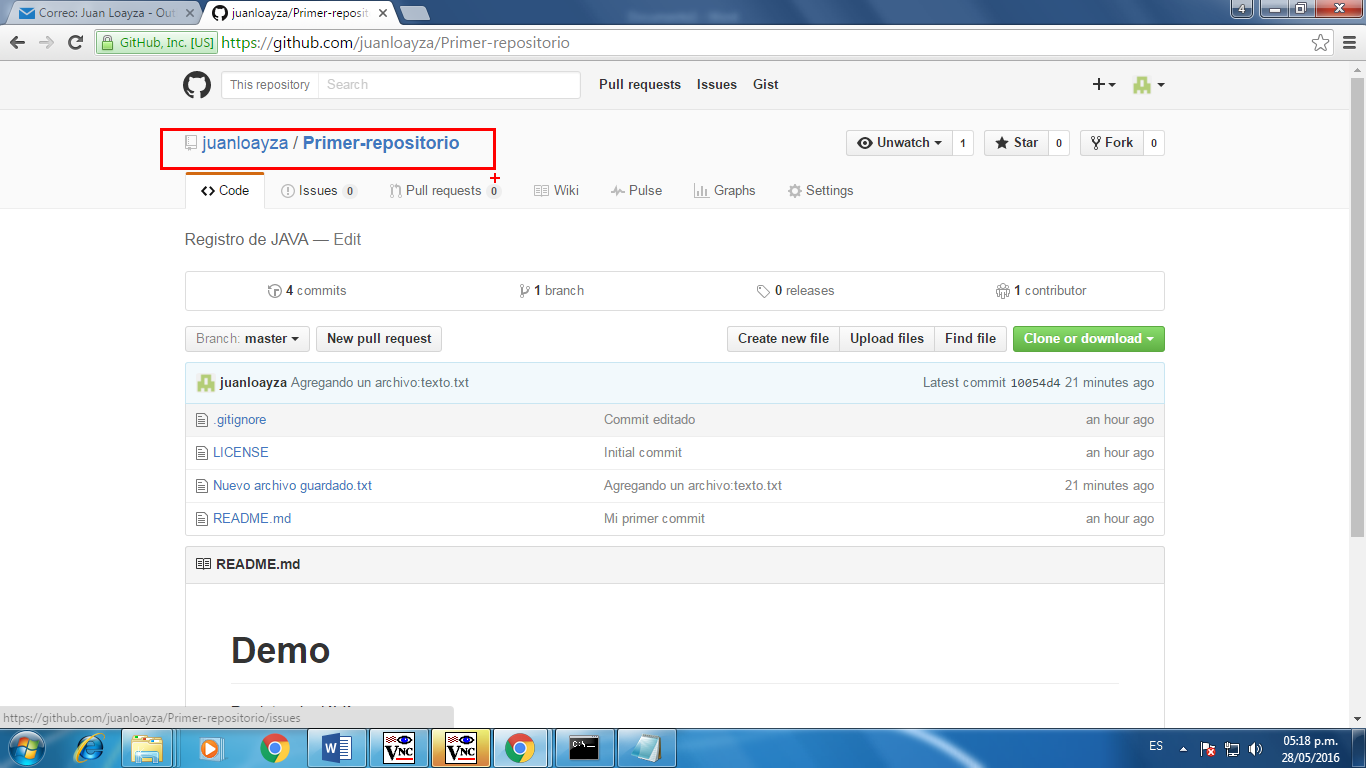 Correo: Juan Loayza - Out
juanloayza/Primer-reposit
4
GitHub, Inc. [US] https://github.com/juanloayza/Primer-repositorio
This repository Search Pull requests Issues Gist
juanloayza / Primer-repositorio
Unwatch 1 Star 0 Fork 0
Code Issues 0 Pull requests 0 Wiki Pulse Graphs Settings
Registro de JAVA — Edit
4 commits 1 branch 0 releases 1 contributor
Branch: master New pull request Create new file Upload files Find file Clone or download
juanloayza Agregando un archivo:texto.txt Latest commit 10054d4 21 minutes ago
.gitignore Commit editado an hour ago
LICENSE Initial commit an hour ago
Nuevo archivo guardado.txt Agregando un archivo:texto.txt 21 minutes ago
README.md Mi primer commit an hour ago
README.md
Demo
https://github.com/juanloayza/Primer-repositorio/issues
VNC VNC C:\ ES 05:18 p.m.
28/05/2016